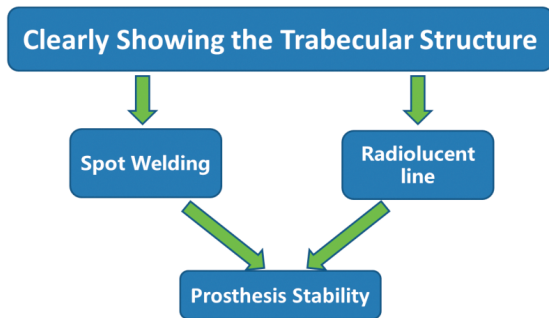 Clearly Showing the Trabecular Structure
Spot Welding
Radiolucent
line
Prosthesis Stability